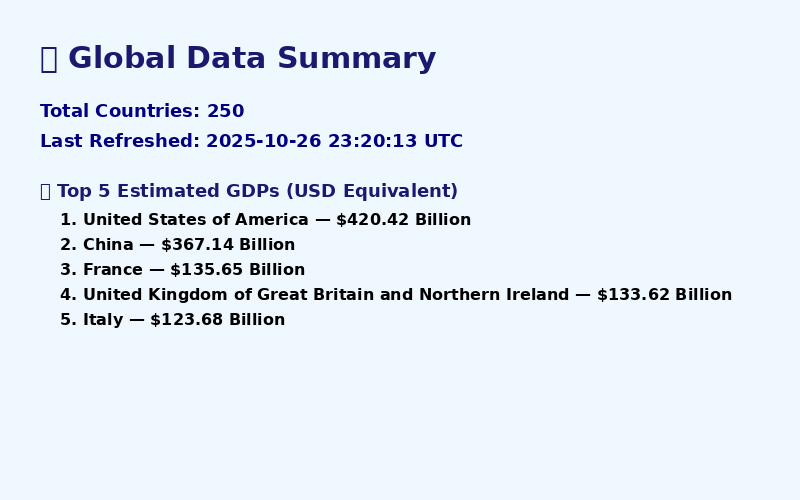 Global Data Summary
Total Countries: 250
Last Refreshed: 2025-10-26 23:20:13 UTC
Top 5 Estimated GDPs (USD Equivalent)
1. United States of America — $420.42 Billion
2. China — $367.14 Billion
3. France — $135.65 Billion
4. United Kingdom of Great Britain and Northern Ireland — $133.62 Billion
5. Italy — $123.68 Billion